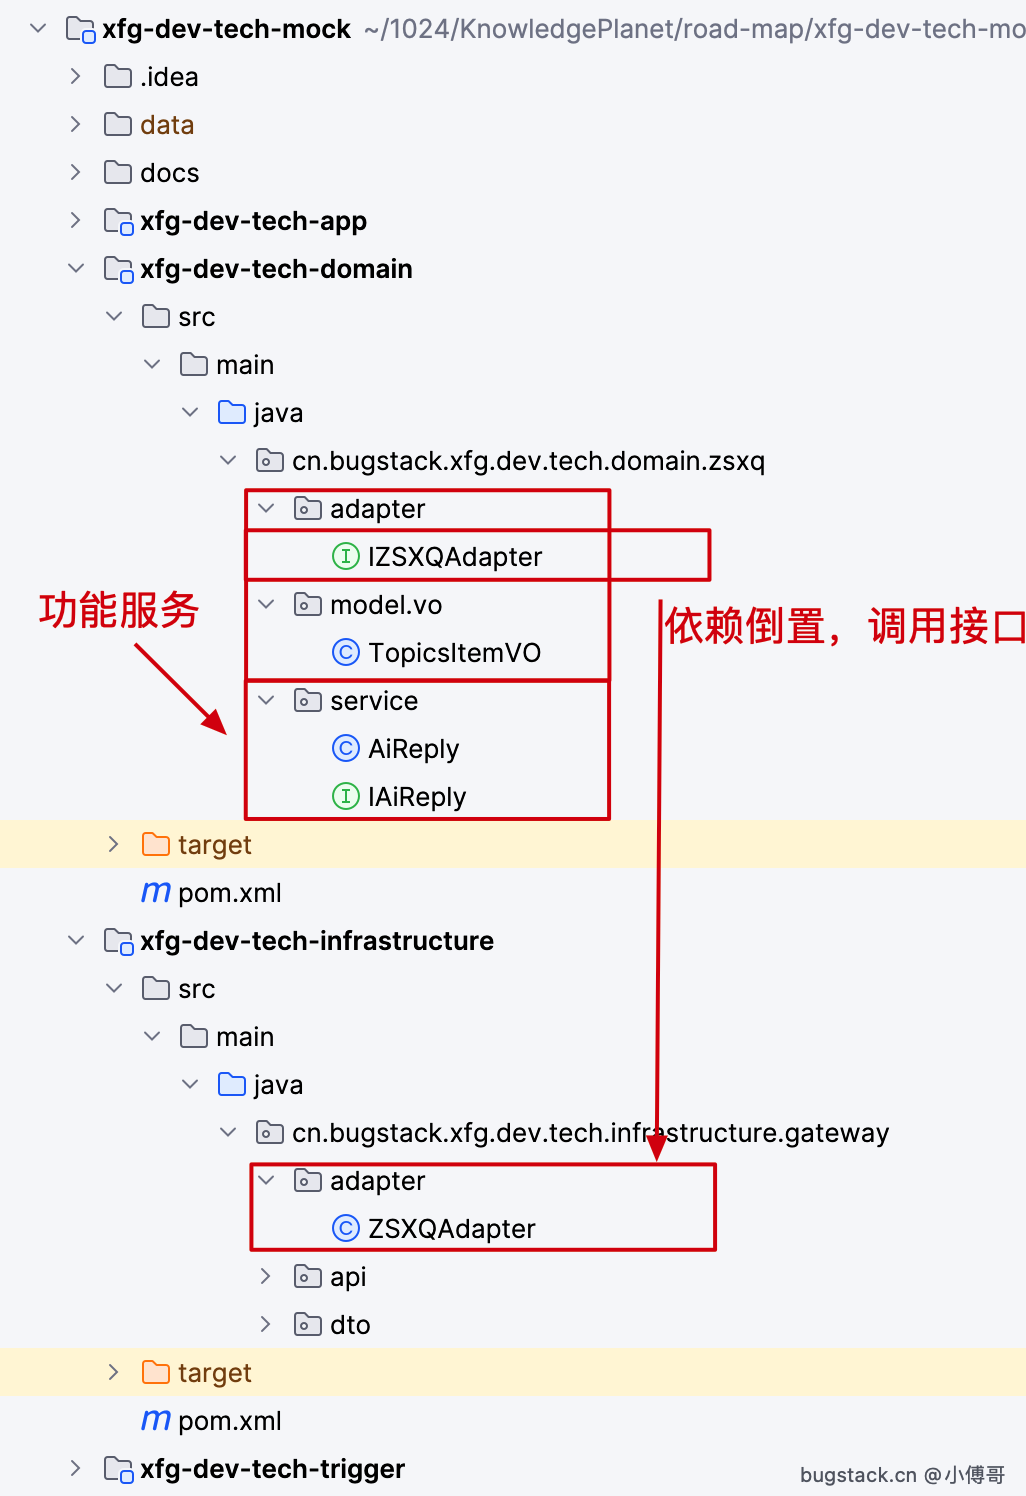 xfg-dev-tech-mock ~/1024/KnowledgePlanet/road-map/xfg-dev-tech-mo
.idea
data
docs
xfg-dev-tech-app
xfg-dev-tech-domain
src
main
java
cn.bugstack.xfg.dev.tech.domain.zsxq
adapter
IZSXQAdapter
model.vo
功能服务
依赖倒置，调用接口
TopicsItemVO
service
AiReply
IAiReply
target
pom.xml
xfg-dev-tech-infrastructure
src
main
java
cn.bugstack.xfg.dev.tech.infrastructure.gateway
adapter
ZSXQAdapter
api
dto
target
pom.xml
xfg-dev-tech-trigger
bugstack.cn @小傅哥